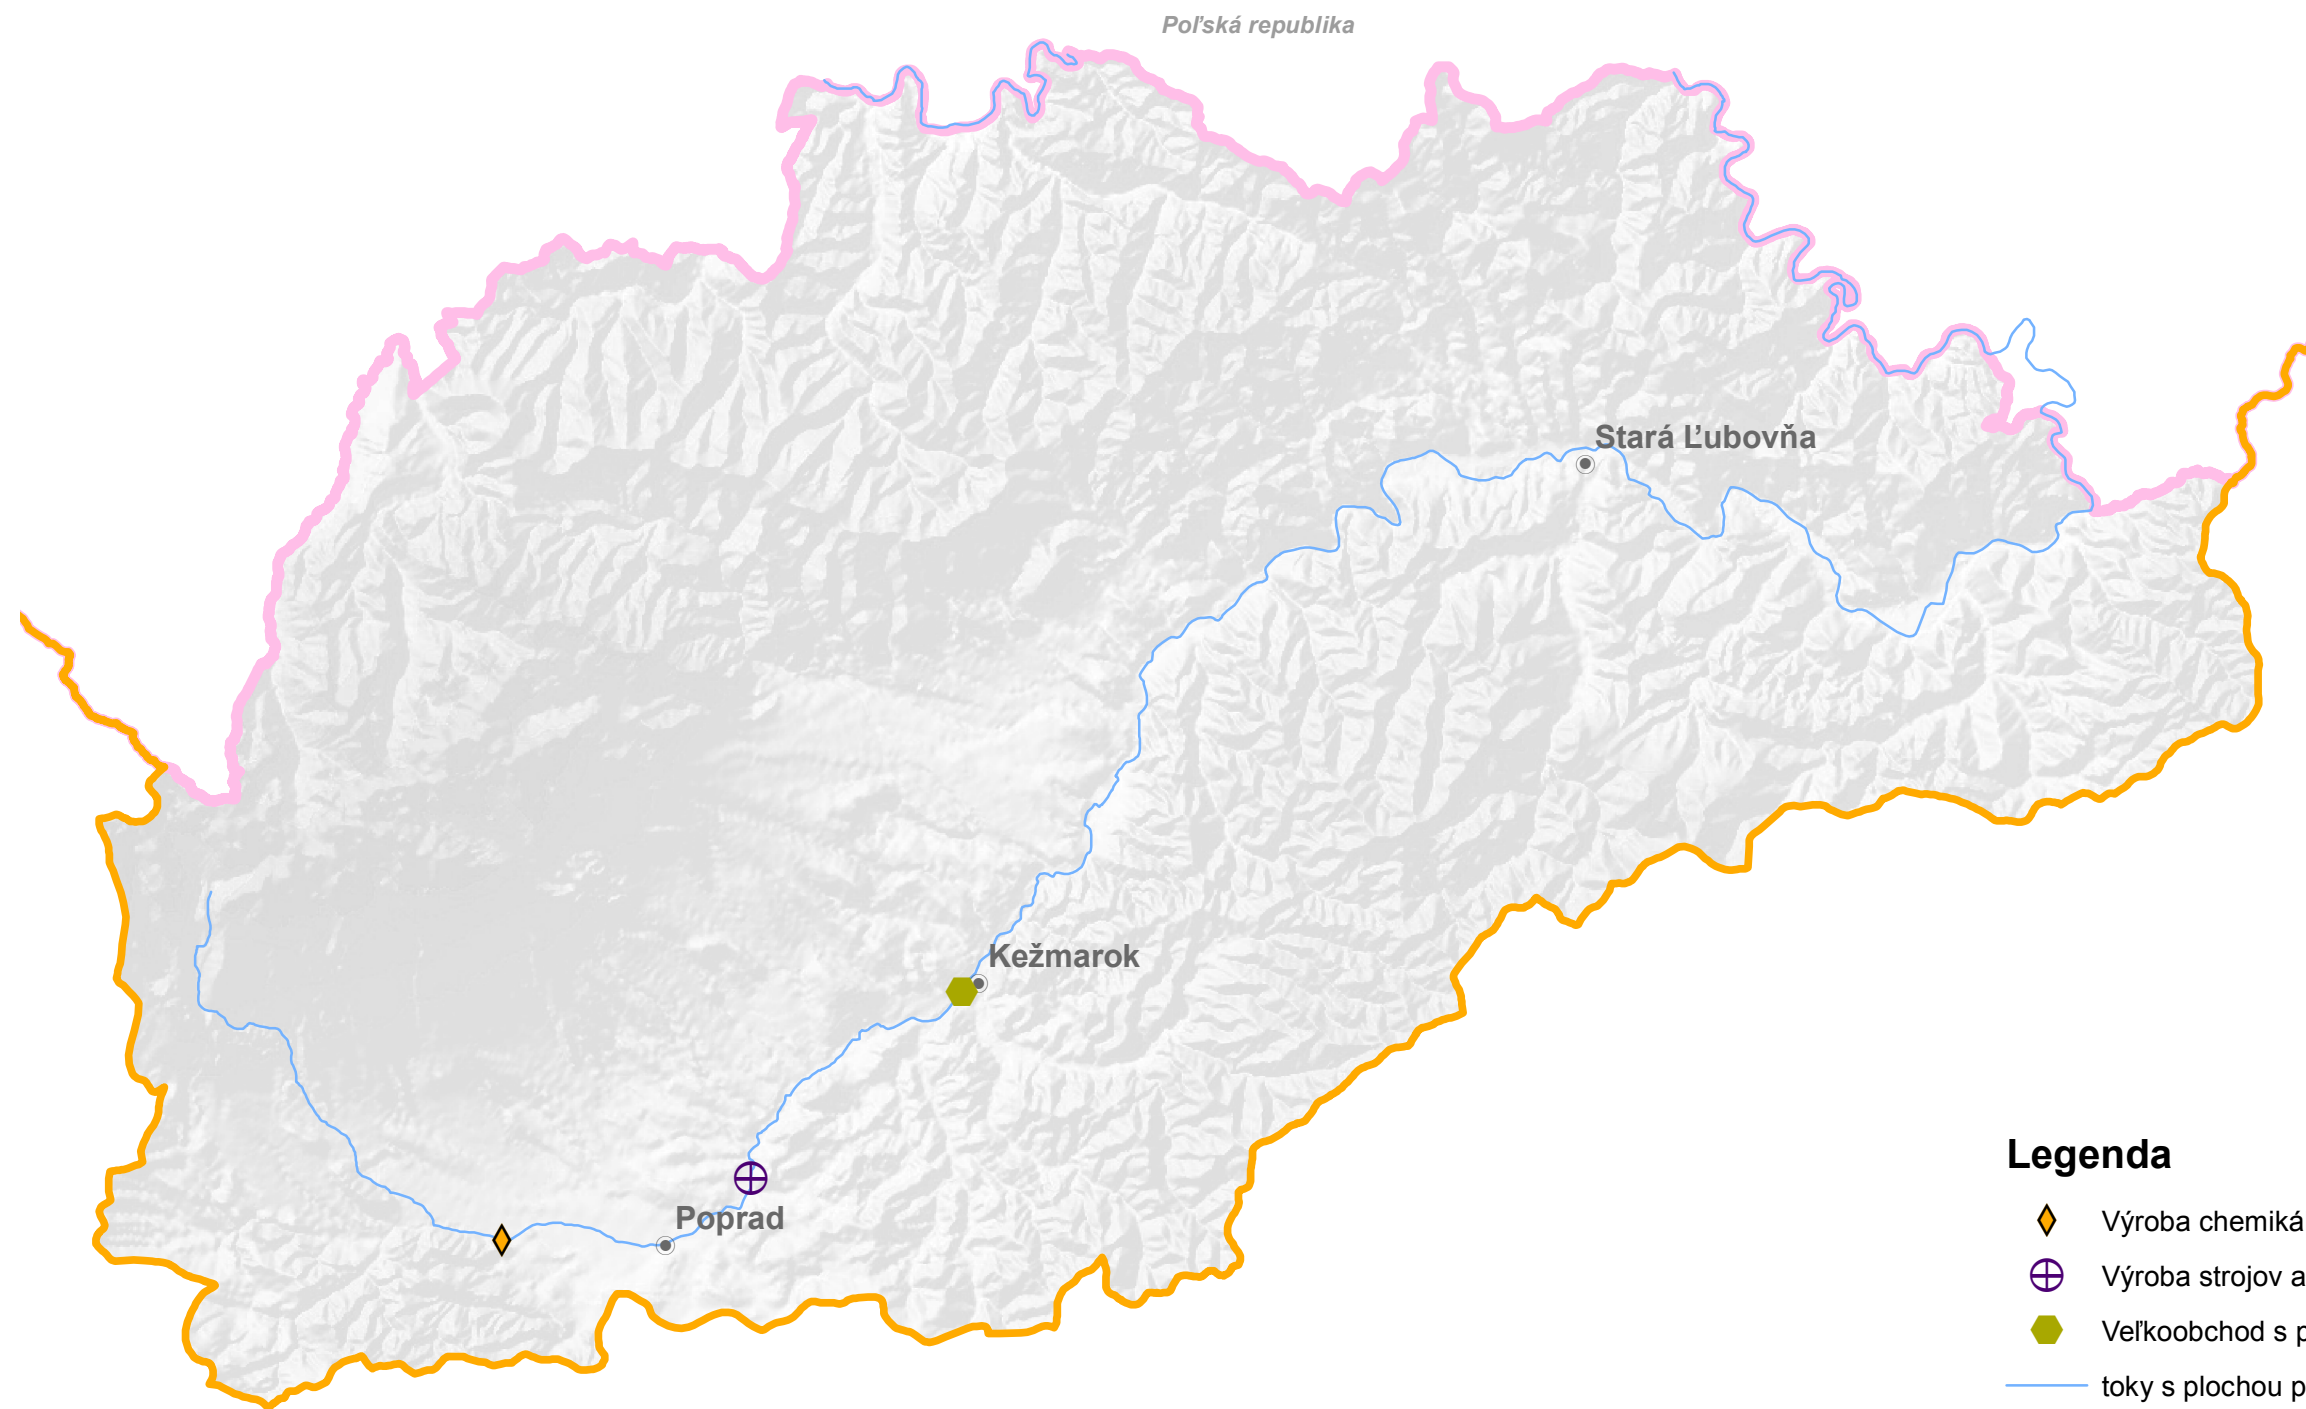 Poľská republika
Stará Ľubovňa
Kežmarok
Poprad
Legenda
Výroba chemiká
Výroba strojov a
Veľkoobchod s p
toky s plochou p